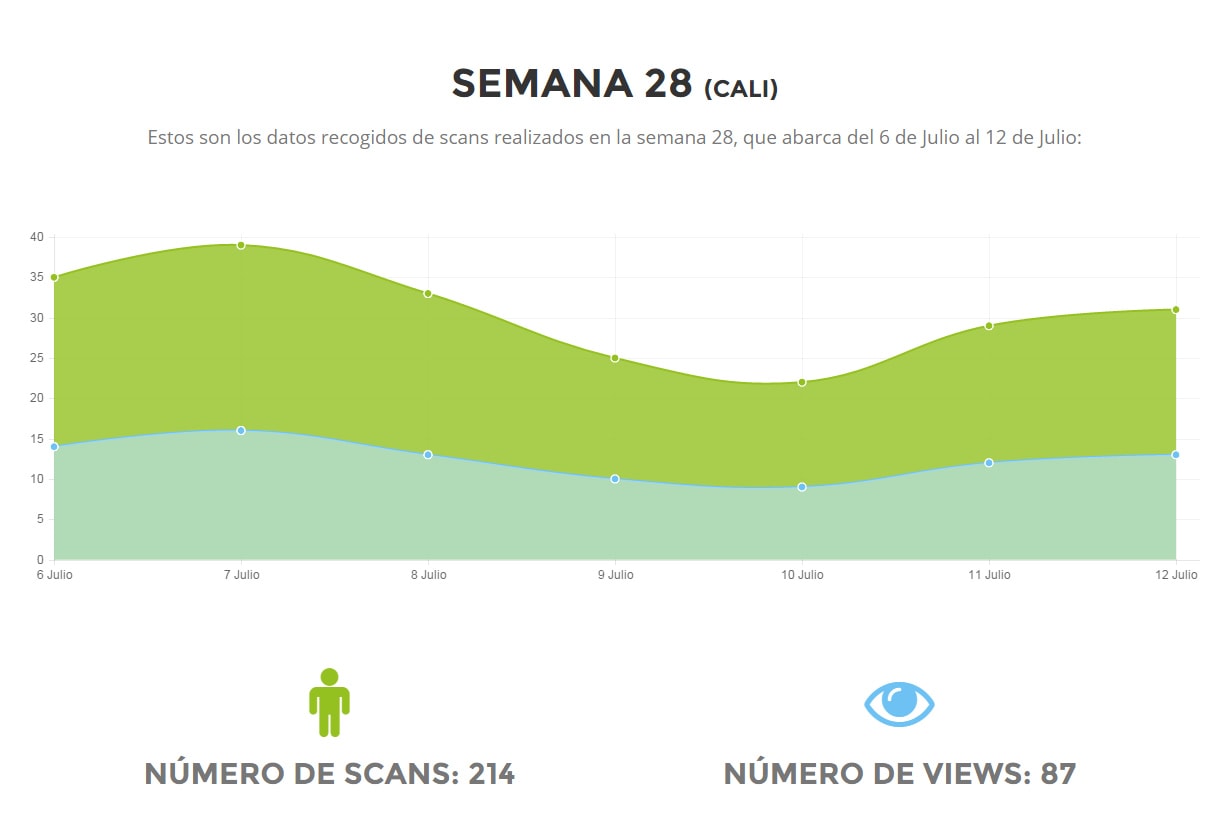 SEMANA 28 (CALI)
Estos son los datos recogidos de scans realizados en la semana 28, que abarca del 6 de Julio al 12 de Julio:
40
35
30
25
20
15
10
5
0
6 Julio 7 Julio 8 Julio 9 Julio 10 Julio 11 Julio 12 Julio
NÚMERO DE SCANS: 214 NÚMERO DE VIEWS: 87